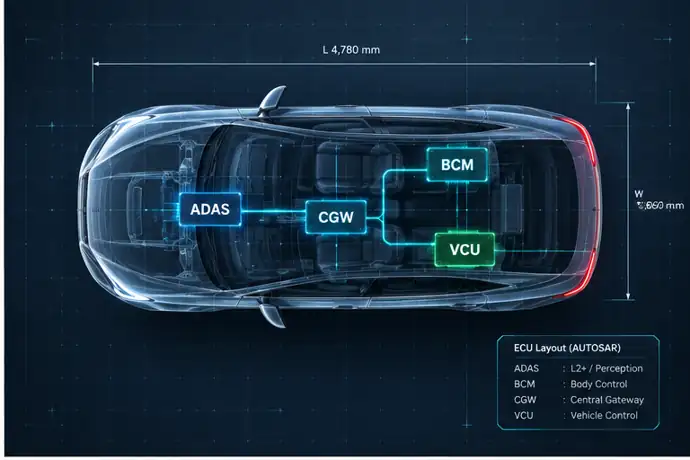 L 4,780 mm
BCM
ADAS
CGW
VCU
W
mm
ECU Layout (AUTOSAR)
ADAS : L2+ / Perception
BCM : Body Control
CGW : Central Gateway
VCU : Vehicle Control